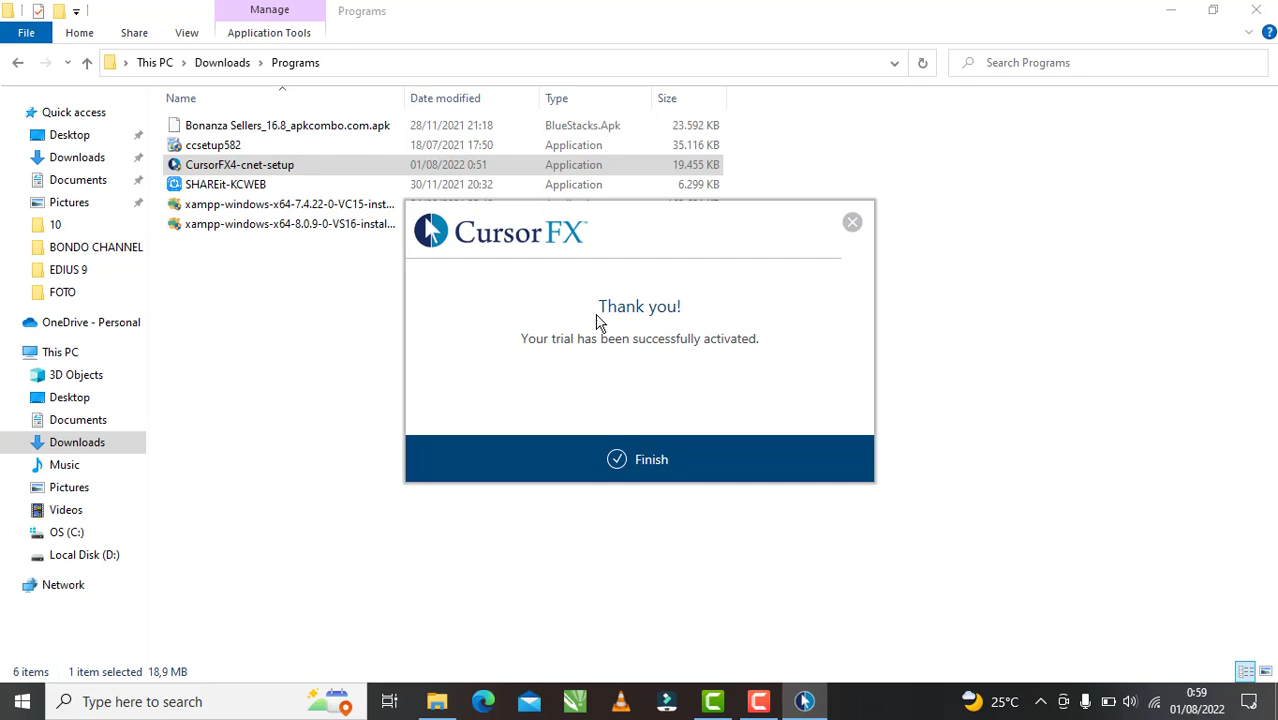 Manage
Programs
File
Home
Share
View
Application Tools
This PC
Downloads
Programs
Search Programs
Name
Date modified
Type
Size
Quick access
Desktop
Downloads
Documents
Pictures
10
BONDO CHANNEL
EDIUS 9
FOTO
OneDrive - Personal
This PC
3D Objects
Desktop
Documents
Downloads
Music
Pictures
Videos
OS (C:)
Local Disk (D:)
Network
Bonanza Sellers_16.8_apkcombo.com.apk 28/11/2021 21:18 BlueStacks.Apk 23.592 KB
ccsetup582 18/07/2021 17:50 Application 35.116 KB
CursorFX4-cnet-setup 01/08/2022 0:51 Application 19.455 KB
SHAREit-KCWEB 30/11/2021 20:32 Application 6.299 KB
xampp-windows-x64-7.4.22-0-VC15-inst...
xampp-windows-x64-8.0.9-0-VS16-instal...
CursorFX™
Thank you!
Your trial has been successfully activated.
Finish
6 items
1 item selected 18,9 MB
Type here to search
25°C
0:59
01/08/2022